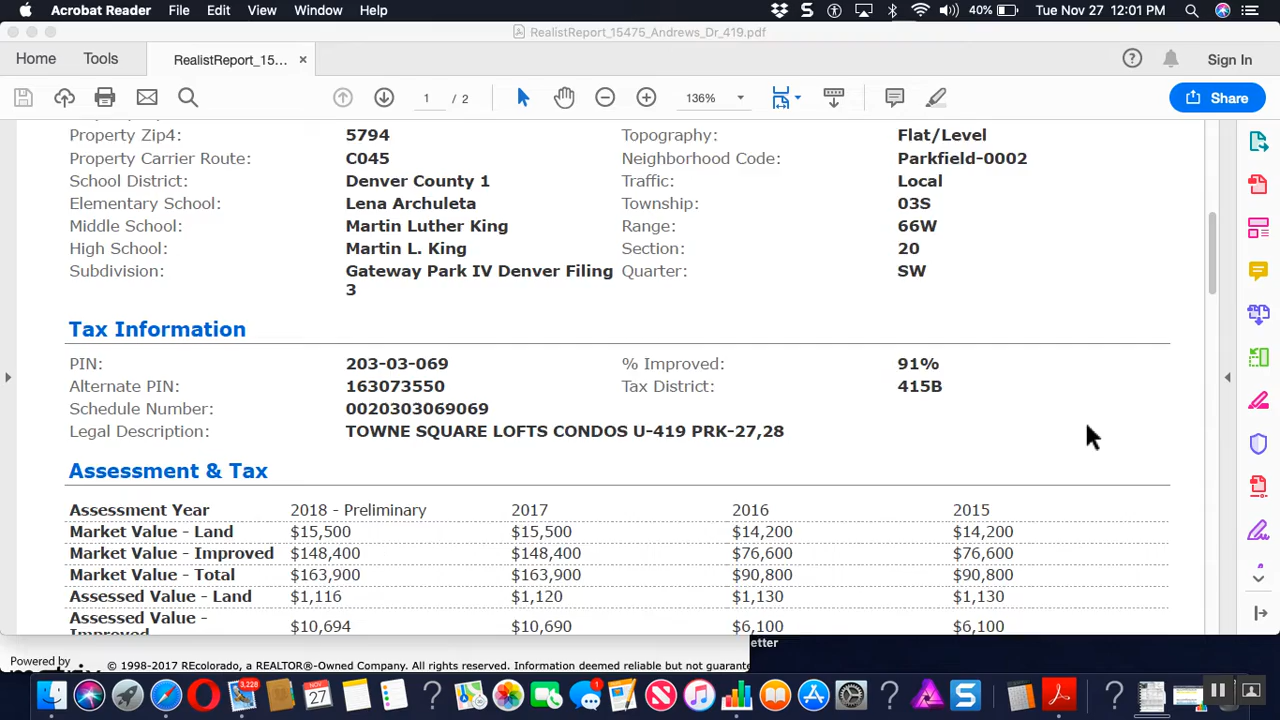 Acrobat Reader File Edit View Window Help 40% Tue Nov 27 12:01 PM
RealistReport_15475_Andrews_Dr_419.pdf
Home Tools RealistReport_15... × Sign In
1 / 2 136% Share
Property Zip4: 5794 Topography: Flat/Level
Property Carrier Route: C045 Neighborhood Code: Parkfield-0002
School District: Denver County 1 Traffic: Local
Elementary School: Lena Archuleta Township: 03S
Middle School: Martin Luther King Range: 66W
High School: Martin L. King Section: 20
Subdivision: Gateway Park IV Denver Filing Quarter: SW
3
Tax Information
PIN: 203-03-069 % Improved: 91%
Alternate PIN: 163073550 Tax District: 415B
Schedule Number: 0020303069069
Legal Description: TOWNE SQUARE LOFTS CONDOS U-419 PRK-27,28
Assessment & Tax
Assessment Year 2018 - Preliminary 2017 2016 2015
Market Value - Land $15,500 $15,500 $14,200 $14,200
Market Value - Improved $148,400 $148,400 $76,600 $76,600
Market Value - Total $163,900 $163,900 $90,800 $90,800
Assessed Value - Land $1,116 $1,120 $1,130 $1,130
Assessed Value - Improved $10,694 $10,690 $6,100 $6,100
etter
Powered by © 1998-2017 REcolorado, a REALTOR®-Owned Company. All rights reserved. Information deemed reliable but not
3,228 NOV 27 1